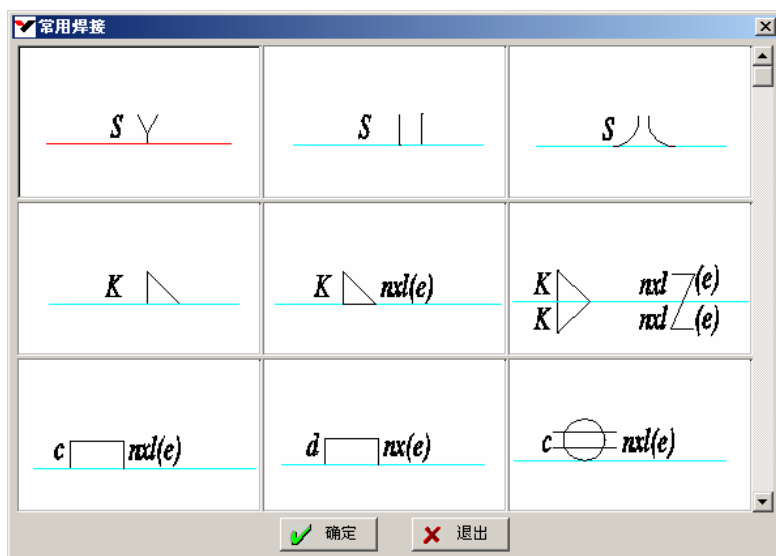 常用焊接
S
S
S
K
K nxl(e)
K nxl (e)
K nxl (e)
c nxl(e)
d nx(e)
c nxl(e)
确定
退出